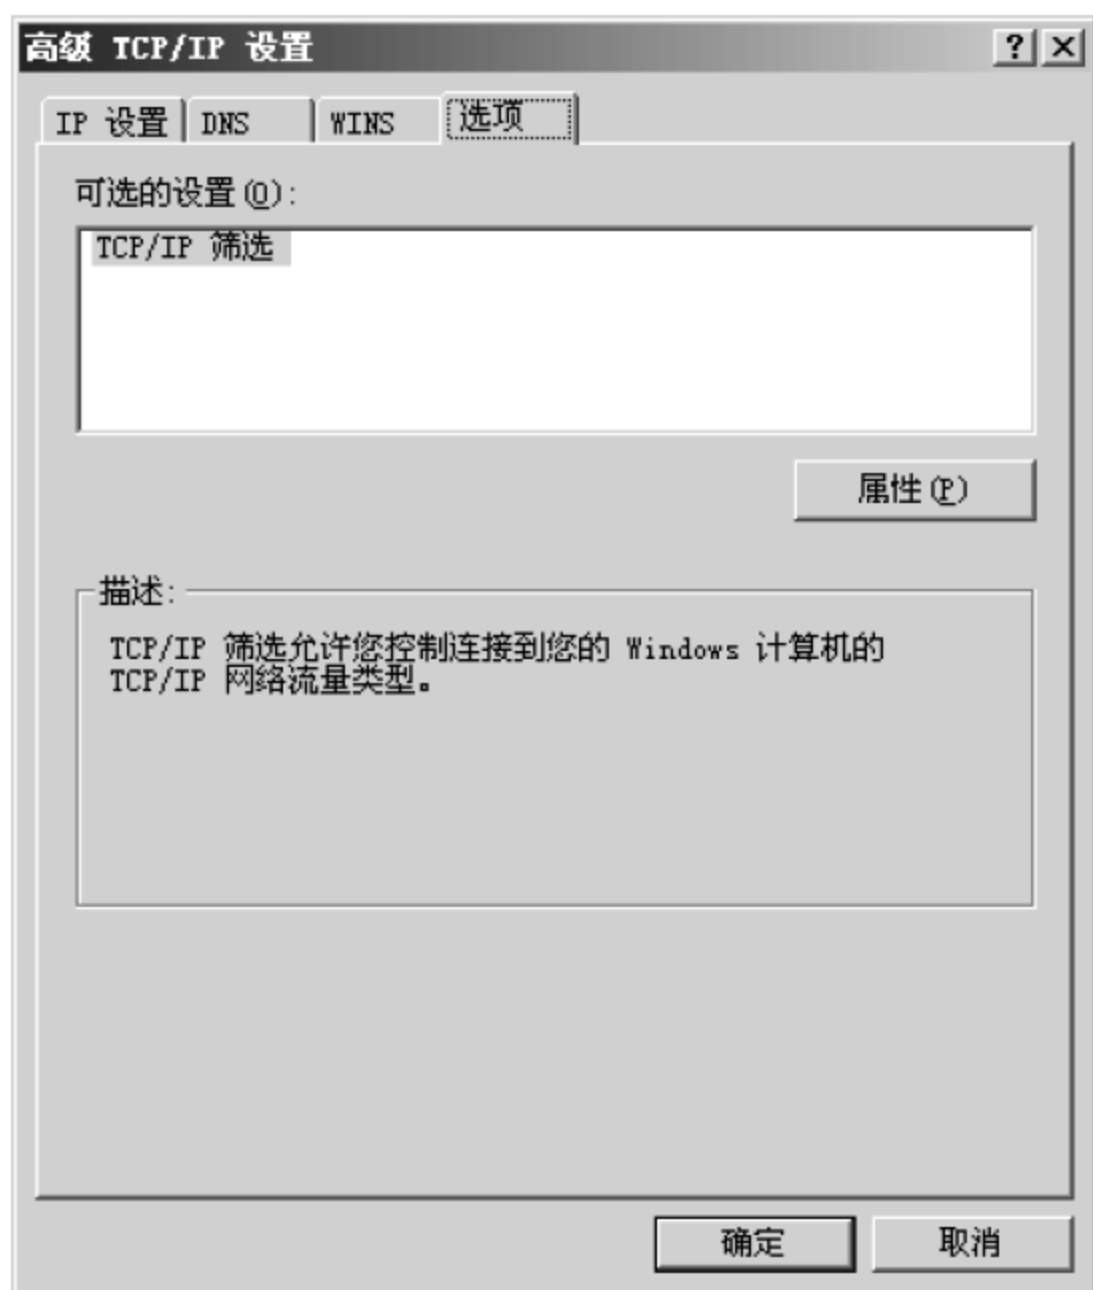 高级 TCP/IP 设置
IP 设置 DNS WINS 选项
可选的设置(O):
TCP/IP 筛选
属性(P)
描述:
TCP/IP 筛选允许您控制连接到您的 Windows 计算机的
TCP/IP 网络流量类型。
确定 取消